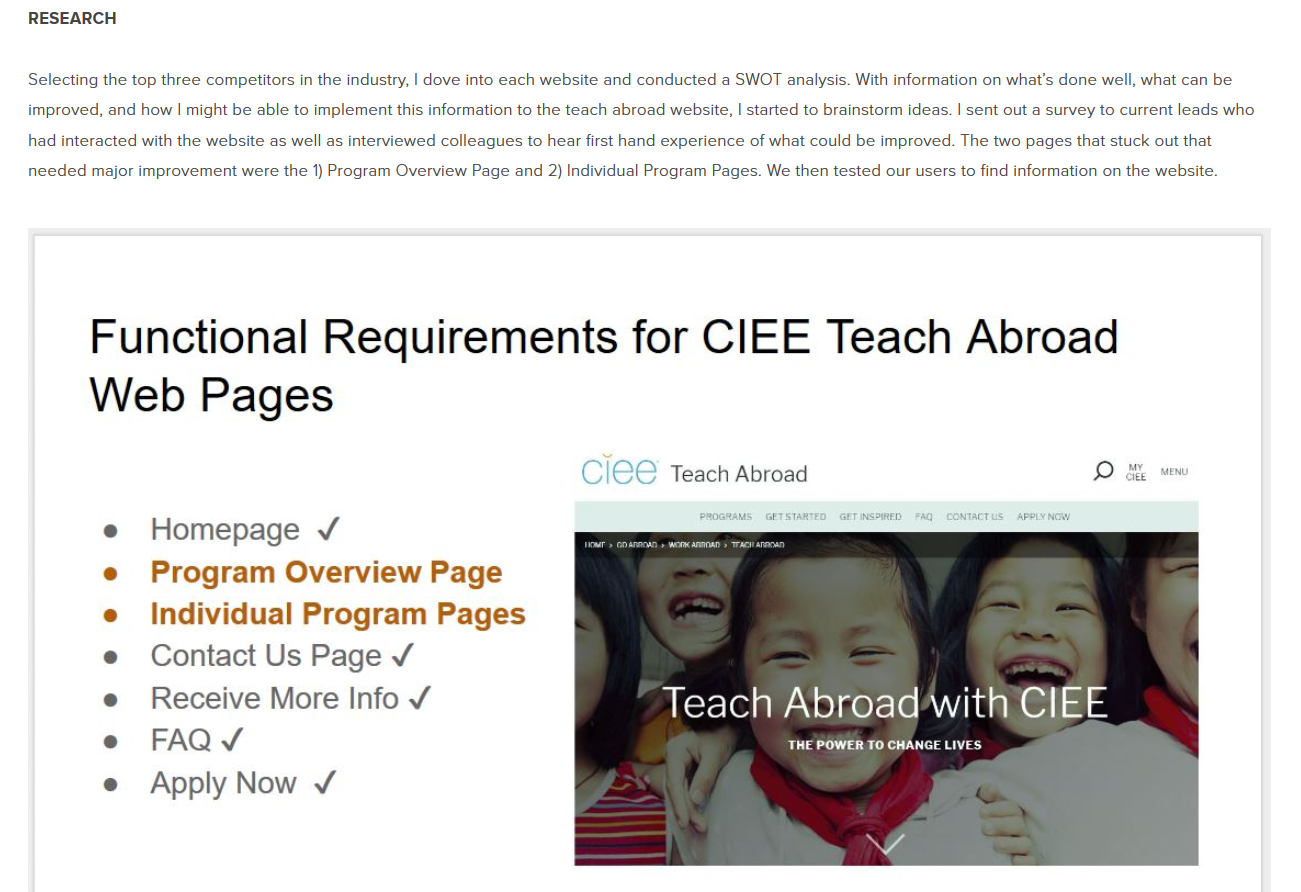 RESEARCH
Selecting the top three competitors in the industry, I dove into each website and conducted a SWOT analysis. With information on what’s done well, what can be
improved, and how I might be able to implement this information to the teach abroad website, I started to brainstorm ideas. I sent out a survey to current leads who
had interacted with the website as well as interviewed colleagues to hear first hand experience of what could be improved. The two pages that stuck out that
needed major improvement were the 1) Program Overview Page and 2) Individual Program Pages. We then tested our users to find information on the website.
Functional Requirements for CIEE Teach Abroad
Web Pages
● Homepage ✓
● Program Overview Page
● Individual Program Pages
● Contact Us Page ✓
● Receive More Info ✓
● FAQ ✓
● Apply Now ✓
ciee Teach Abroad
MY
CIEE
MENU
PROGRAMS GET STARTED GET INSPIRED FAQ CONTACT US APPLY NOW
HOME > GO ABROAD > WORK ABROAD > TEACH ABROAD
Teach Abroad with CIEE
THE POWER TO CHANGE LIVES